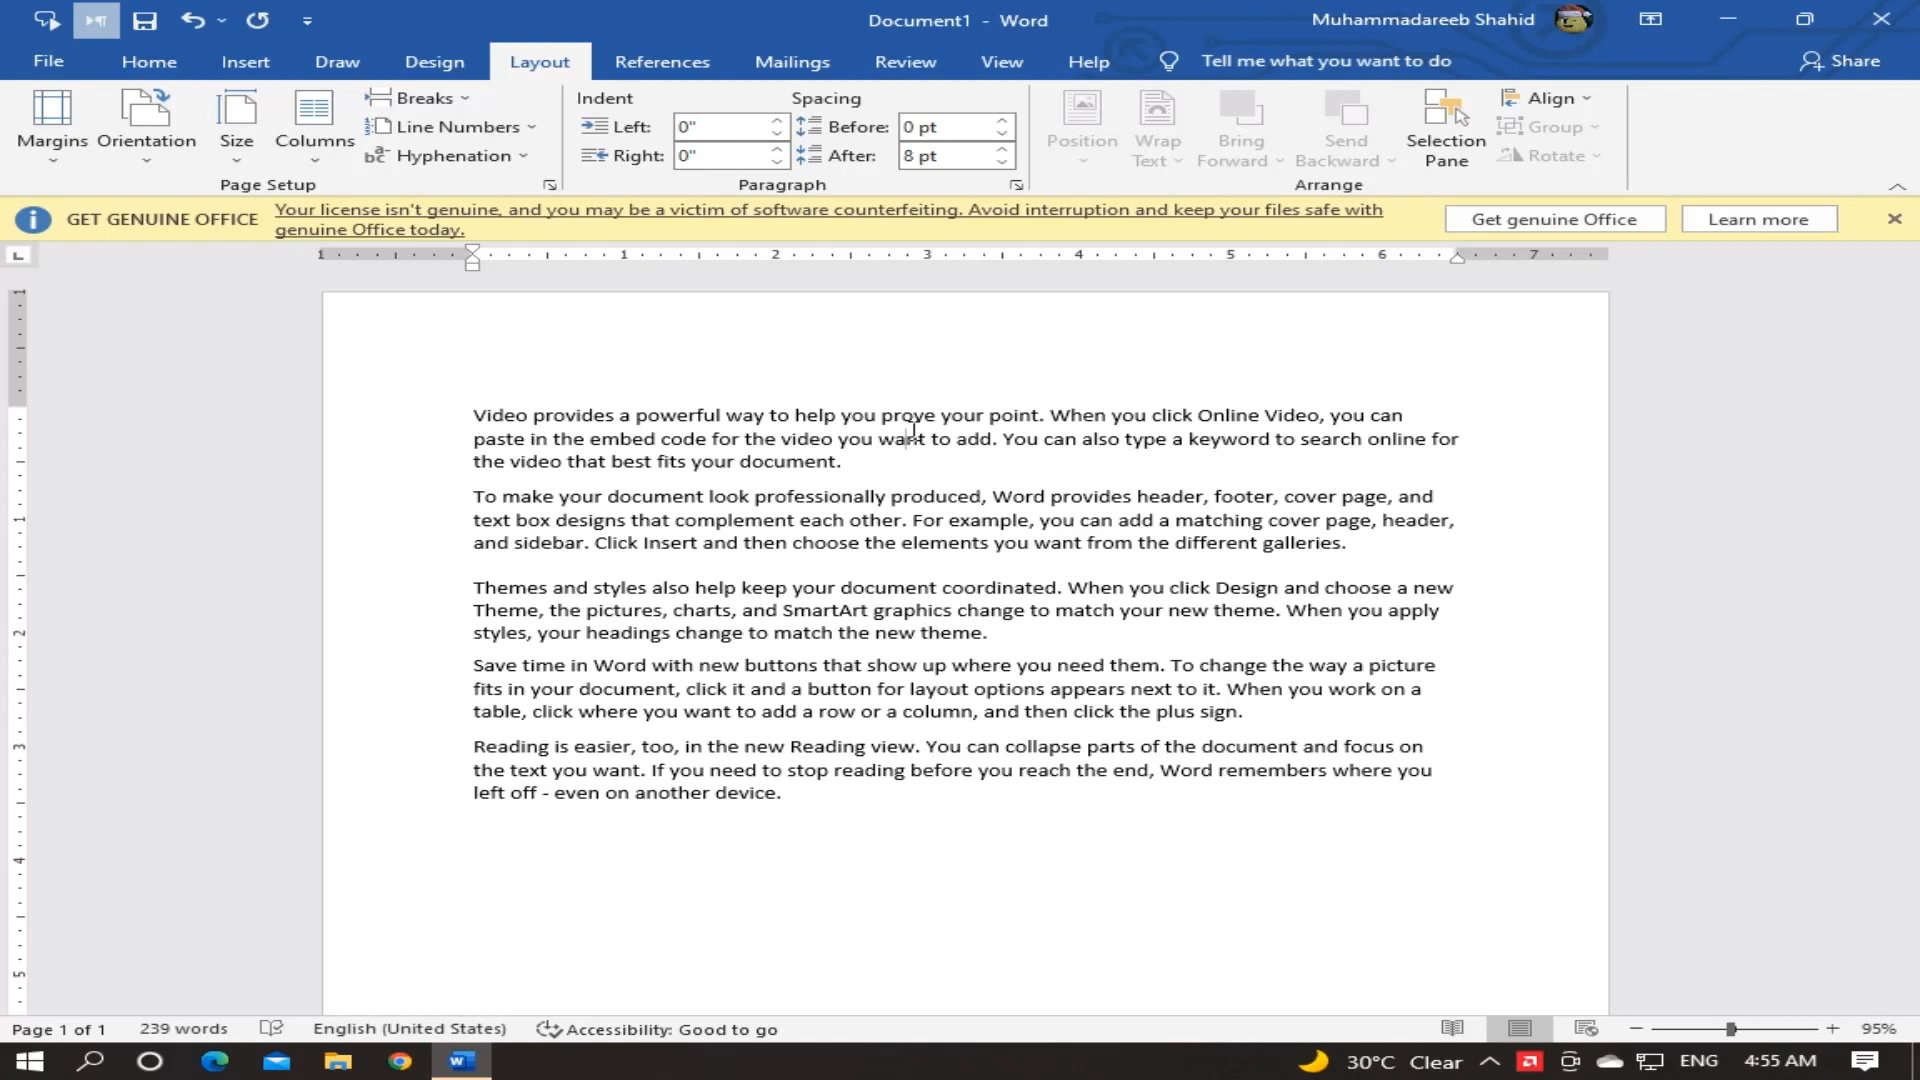 Document1 - Word
Muhammadareeb Shahid
File Home Insert Draw Design Layout References Mailings Review View Help Tell me what you want to do Share
Margins Orientation Size Columns
Breaks
Line Numbers
Hyphenation
Page Setup
Indent
Left: 0"
Right: 0"
Spacing
Before: 0 pt
After: 8 pt
Paragraph
Position Wrap Text Bring Forward Send Backward Selection Pane
Align
Group
Rotate
Arrange
GET GENUINE OFFICE
Your license isn't genuine, and you may be a victim of software counterfeiting. Avoid interruption and keep your files safe with
genuine Office today.
Get genuine Office Learn more
1 1 2 3 4 5 6 7
1
1
2
3
4
5
Video provides a powerful way to help you prove your point. When you click Online Video, you can
paste in the embed code for the video you want to add. You can also type a keyword to search online for
the video that best fits your document.
To make your document look professionally produced, Word provides header, footer, cover page, and
text box designs that complement each other. For example, you can add a matching cover page, header,
and sidebar. Click Insert and then choose the elements you want from the different galleries.
Themes and styles also help keep your document coordinated. When you click Design and choose a new
Theme, the pictures, charts, and SmartArt graphics change to match your new theme. When you apply
styles, your headings change to match the new theme.
Save time in Word with new buttons that show up where you need them. To change the way a picture
fits in your document, click it and a button for layout options appears next to it. When you work on a
table, click where you want to add a row or a column, and then click the plus sign.
Reading is easier, too, in the new Reading view. You can collapse parts of the document and focus on
the text you want. If you need to stop reading before you reach the end, Word remembers where you
left off - even on another device.
Page 1 of 1 239 words English (United States) Accessibility: Good to go 95%
30°C Clear ENG 4:55 AM